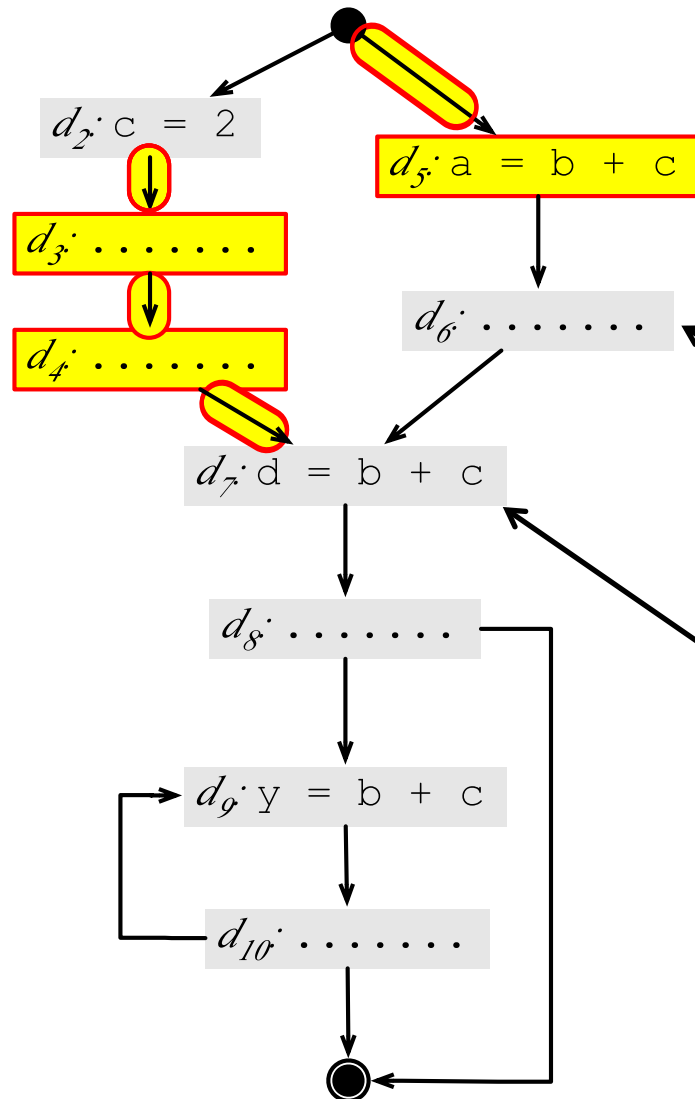 d2: c = 2
d5: a = b + c
d3: .......
d6: .......
d4: .......
d7: d = b + c
d8: .......
d9: y = b + c
d10: .......